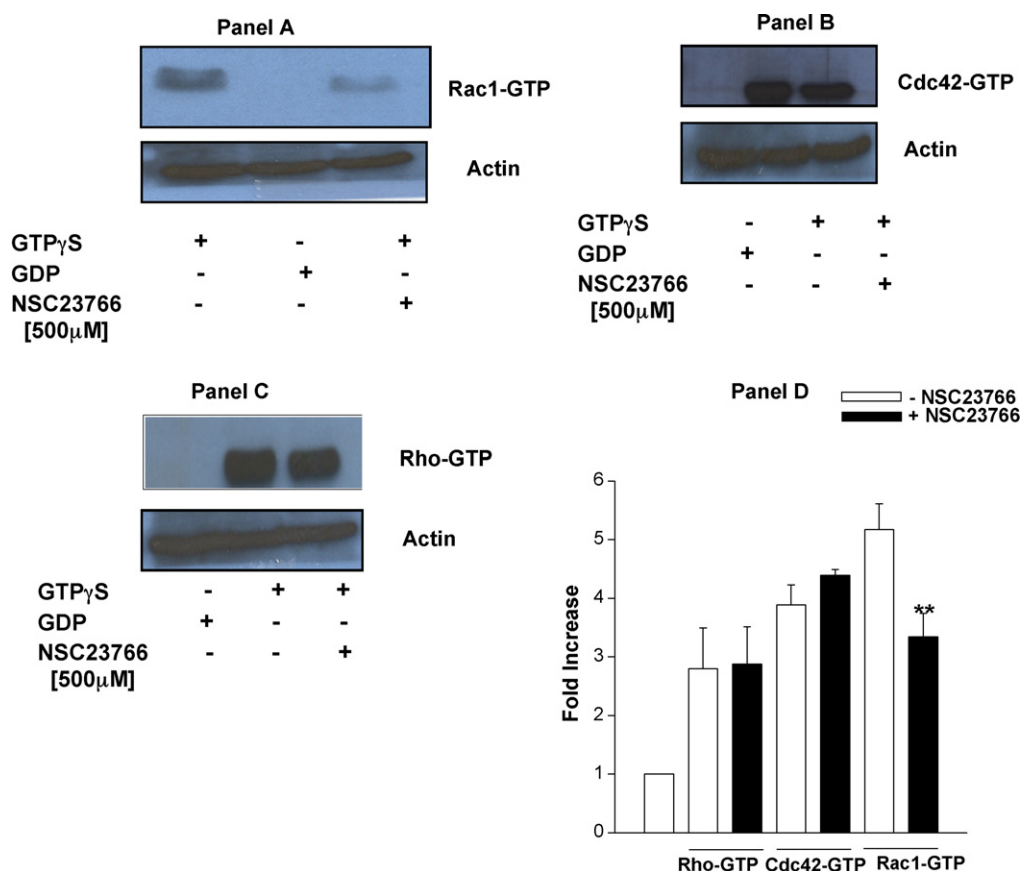 Panel A
Rac1-GTP
Actin
GTPγS + - +
GDP - + -
NSC23766 - - +
[500μM]
Panel B
Cdc42-GTP
Actin
GTPγS - + +
GDP + - -
NSC23766 - - +
[500μM]
Panel C
Rho-GTP
Actin
GTPγS - + +
GDP + - -
NSC23766 - - +
[500μM]
Panel D
- NSC23766
+ NSC23766
Fold Increase
6
5
4
3
2
1
0
**
Rho-GTP Cdc42-GTP Rac1-GTP